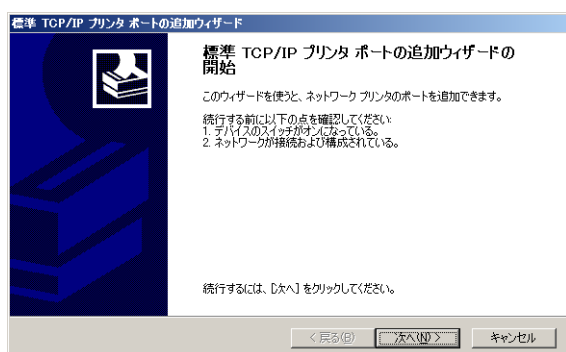 標準 TCP/IP プリンタ ポートの追加ウィザード
標準 TCP/IP プリンタ ポートの追加ウィザードの
開始
このウィザードを使うと、ネットワーク プリンタのポートを追加できます。
続行する前に以下の点を確認してください:
1. デバイスのスイッチがオンになっている。
2. ネットワークが接続および構成されている。
続行するには、[次へ] をクリックしてください。
< 戻る(B)
次へ(N) >
キャンセル